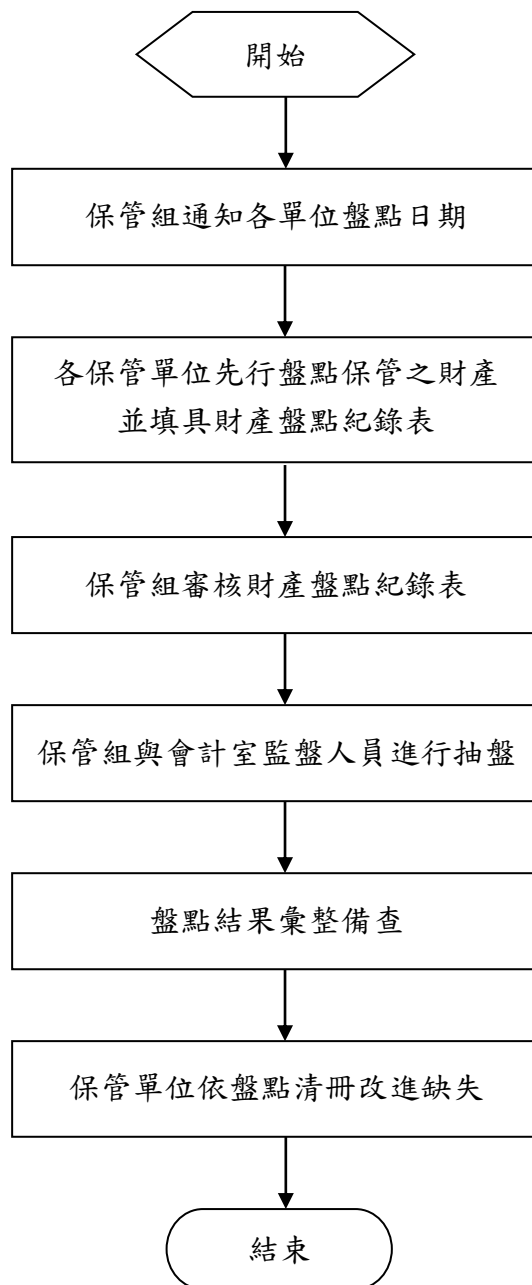 開始
保管組通知各單位盤點日期
各保管單位先行盤點保管之財產
並填具財產盤點紀錄表
保管組審核財產盤點紀錄表
保管組與會計室監盤人員進行抽盤
盤點結果彙整備查
保管單位依盤點清冊改進缺失
結束